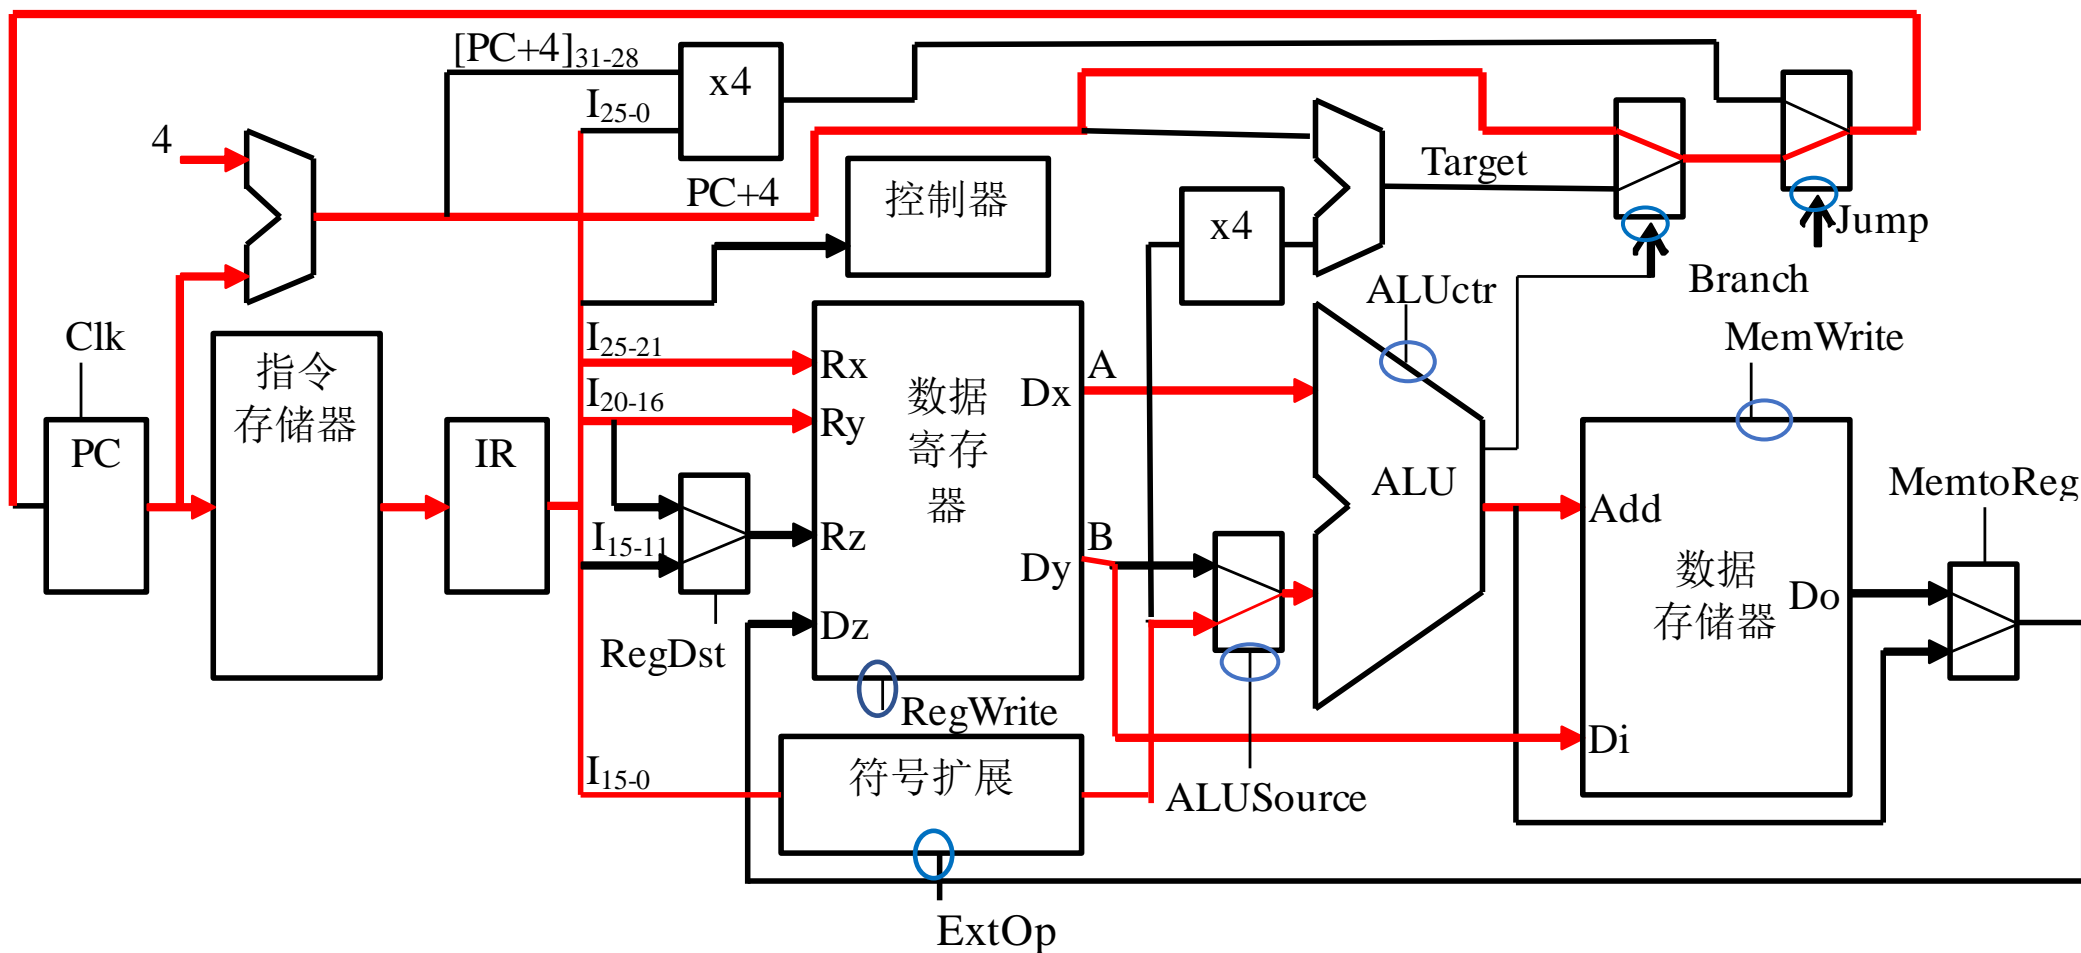 [PC+4]31-28
x4
I25-0
4
PC+4
控制器
Target
x4
Jump
Branch
ALUctr
MemWrite
Clk
指令
存储器
I25-21
Rx
数据
寄存
器
Dx
A
I20-16
Ry
PC
IR
ALU
MemtoReg
Add
I15-11
Rz
B
Dy
数据
存储器
Do
Dz
RegDst
RegWrite
Di
I15-0
符号扩展
ALUSource
ExtOp